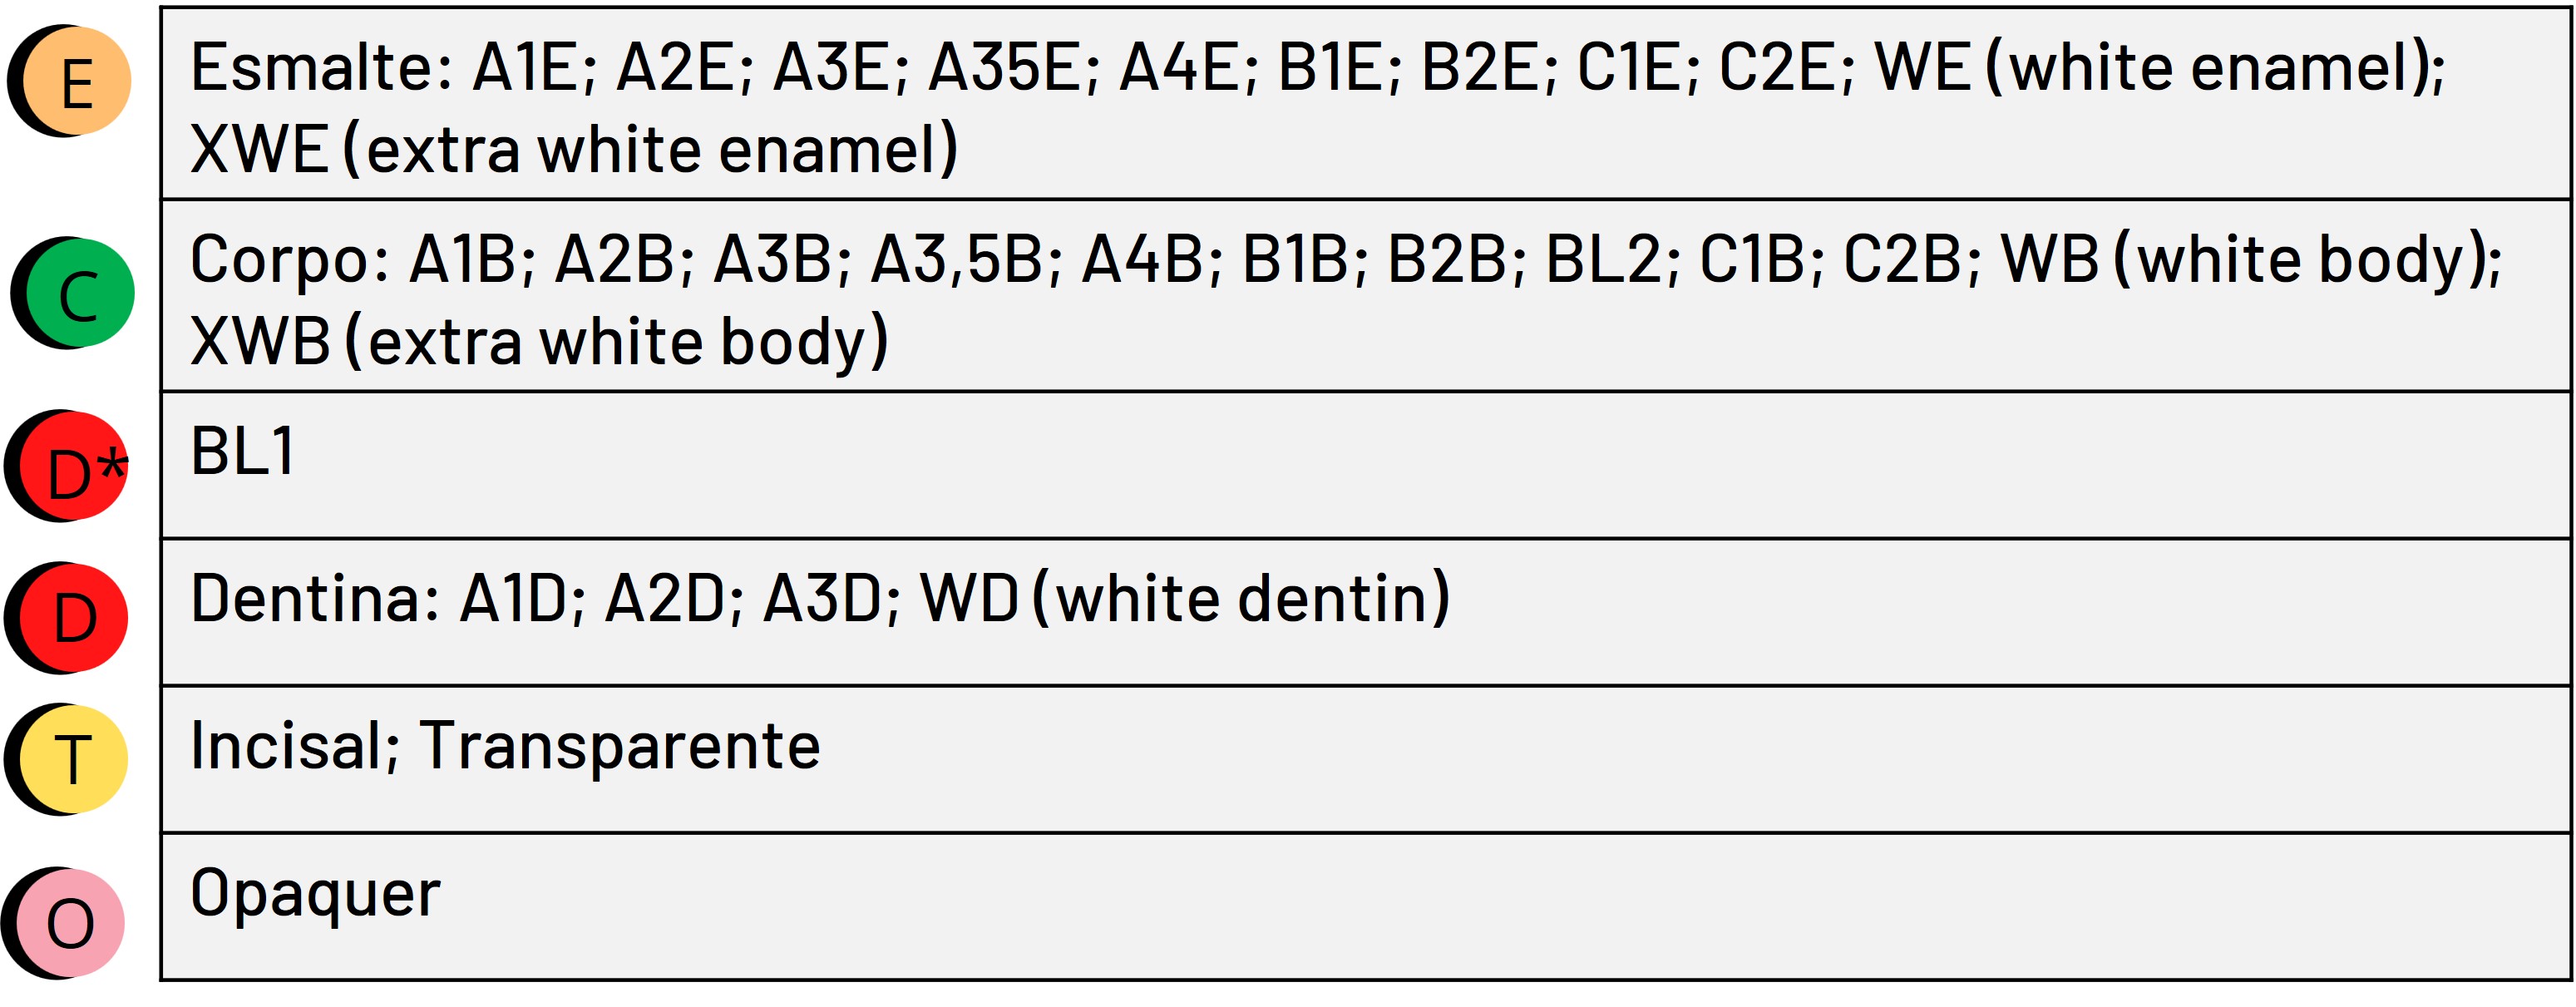 E
Esmalte: A1E; A2E; A3E; A35E; A4E; B1E; B2E; C1E; C2E; WE (white enamel);
XWE (extra white enamel)
C
Corpo: A1B; A2B; A3B; A3,5B; A4B; B1B; B2B; BL2; C1B; C2B; WB (white body);
XWB (extra white body)
D*
BL1
D
Dentina: A1D; A2D; A3D; WD (white dentin)
T
Incisal; Transparente
O
Opaquer